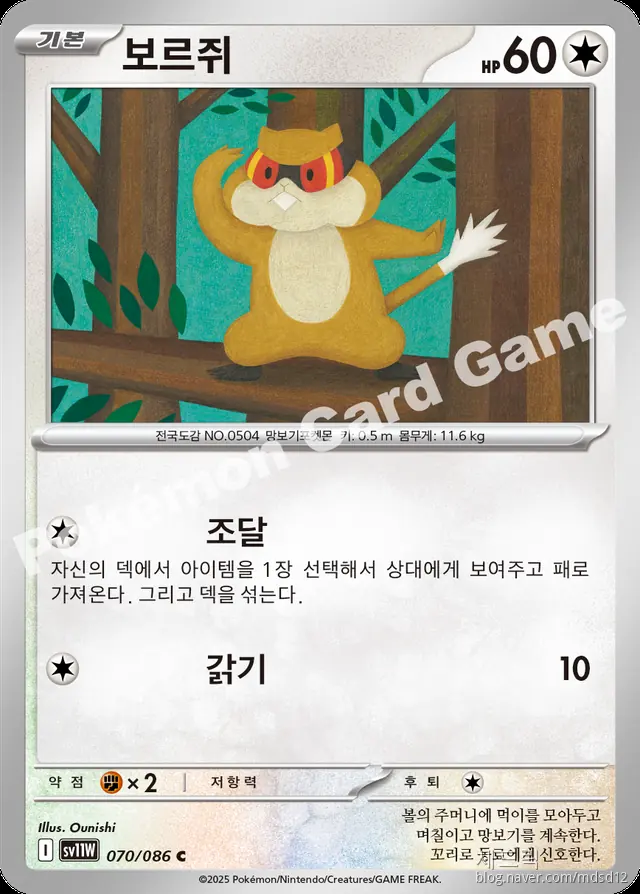 기본 보르쥐 HP 60
전국도감 NO.0504 망보기포켓몬 키: 0.5 m 몸무게: 11.6 kg
Pokémon Card Game
조달
자신의 덱에서 아이템을 1장 선택해서 상대에게 보여주고 패로
가져온다. 그리고 덱을 섞는다.
갉기 10
약점 ×2 저항력 후퇴
볼의 주머니에 먹이를 모아두고
며칠이고 망보기를 계속한다.
꼬리로 동료에게 신호한다.
Illus. Ounishi
I sv11W 070/086 C
©2025 Pokémon/Nintendo/Creatures/GAME FREAK.
blog.naver.com/mdsd12